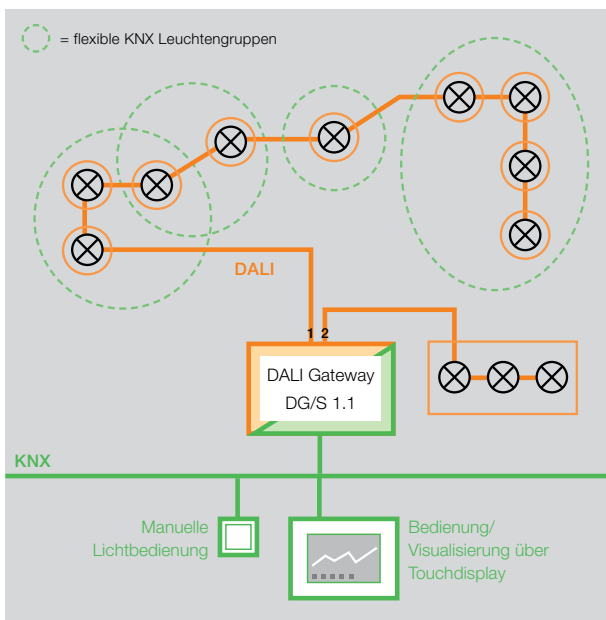 = flexible KNX Leuchtengruppen
DALI
1 2
DALI Gateway
DG/S 1.1
KNX
Manuelle
Lichtbedienung
Bedienung/
Visualisierung über
Touchdisplay